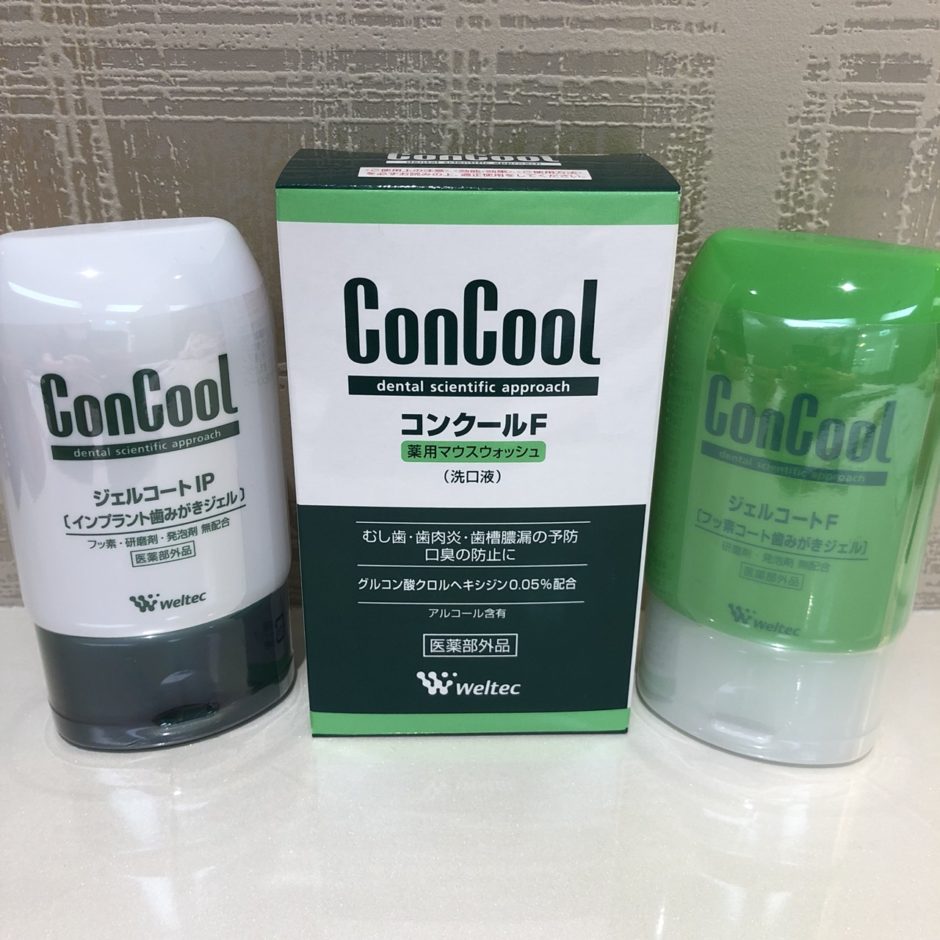 ConCool
dental scientific approach
ジェルコートIP
〔インプラント歯みがきジェル〕
フッ素・研磨剤・発泡剤 無配合
医薬部外品
Weltec
ConCool
dental scientific approach
ConCool
dental scientific approach
コンクールF
薬用マウスウォッシュ
（洗口液）
むし歯・歯肉炎・歯槽膿漏の予防
口臭の防止に
グルコン酸クロルヘキシジン0.05%配合
アルコール含有
医薬部外品
Weltec
ConCool
dental scientific approach
ジェルコートF
〔フッ素コート歯みがきジェル〕
研磨剤・発泡剤 無配合
医薬部外品
Weltec